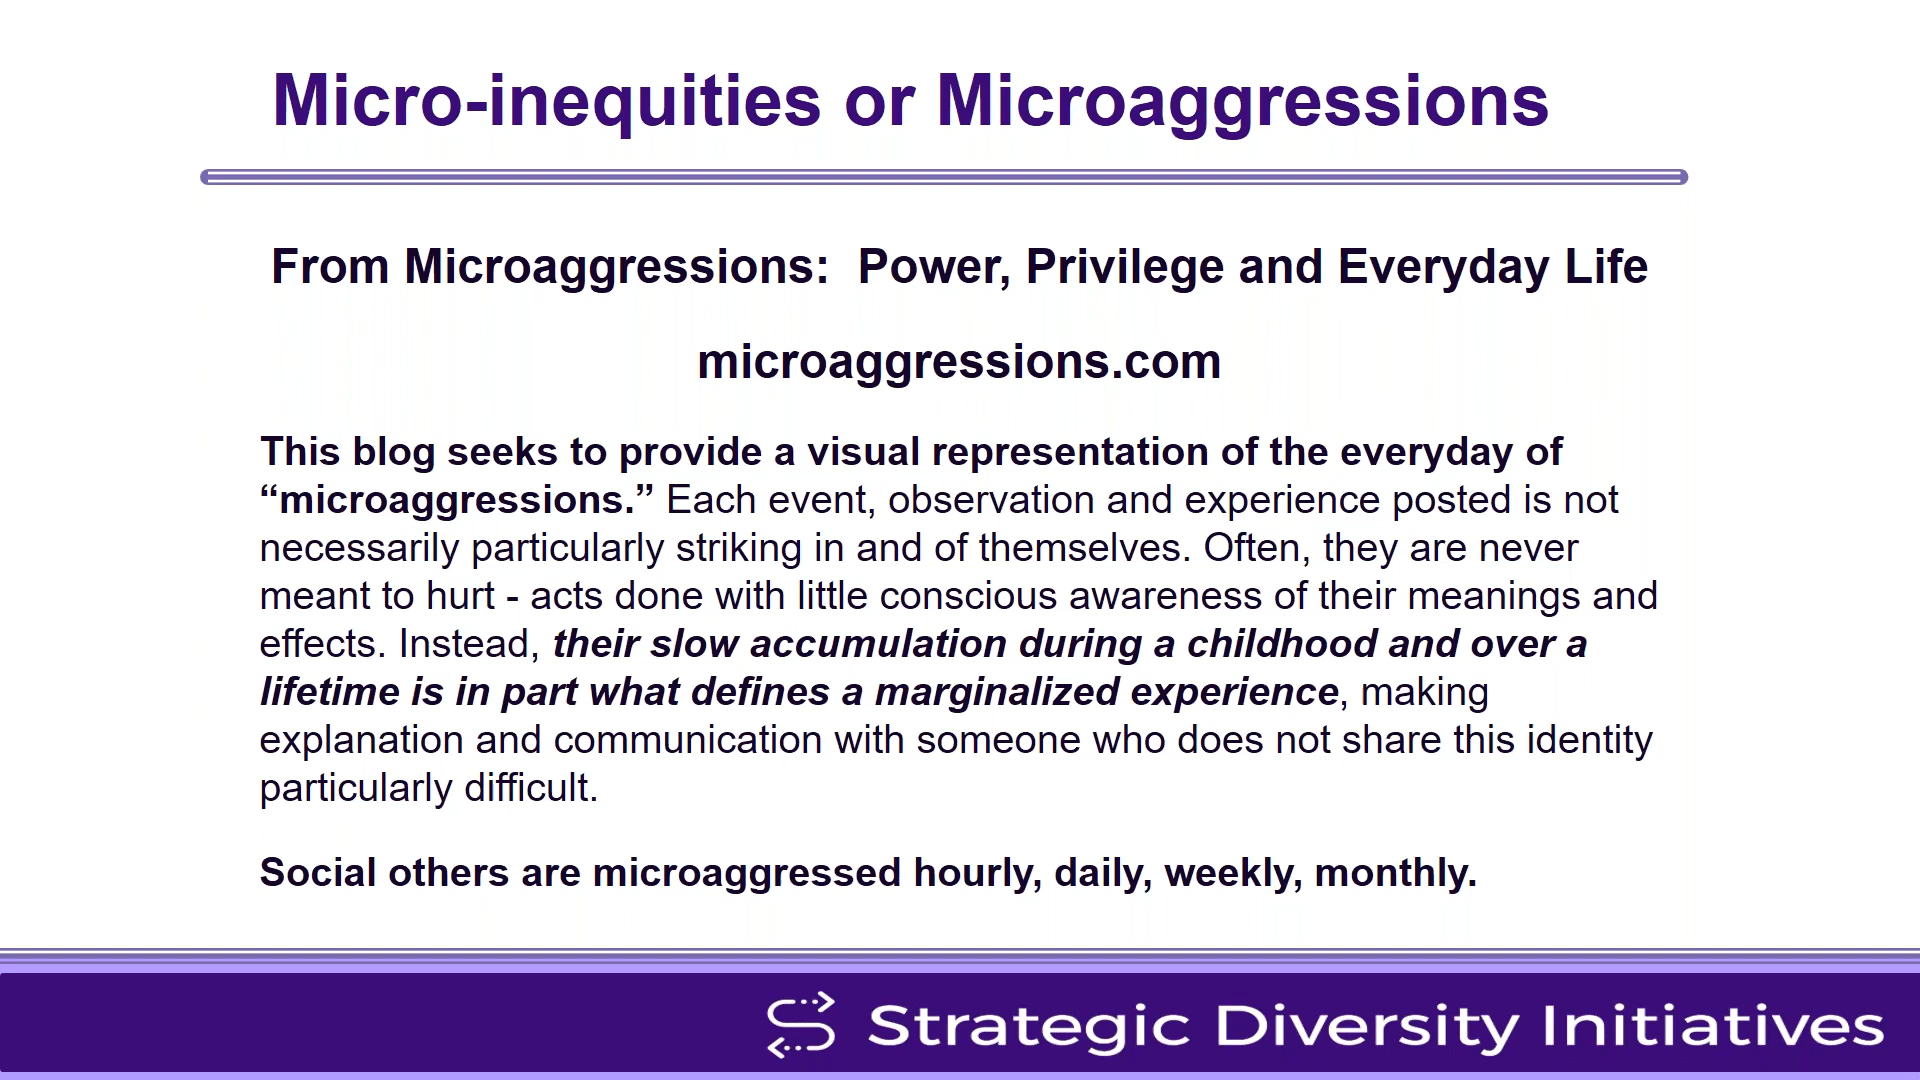 Micro-inequities or Microaggressions
From Microaggressions:  Power, Privilege and Everyday Life
microaggressions.com
This blog seeks to provide a visual representation of the everyday of
“microaggressions.” Each event, observation and experience posted is not
necessarily particularly striking in and of themselves. Often, they are never
meant to hurt - acts done with little conscious awareness of their meanings and
effects. Instead, their slow accumulation during a childhood and over a
lifetime is in part what defines a marginalized experience, making
explanation and communication with someone who does not share this identity
particularly difficult.
Social others are microaggressed hourly, daily, weekly, monthly.
Strategic Diversity Initiatives